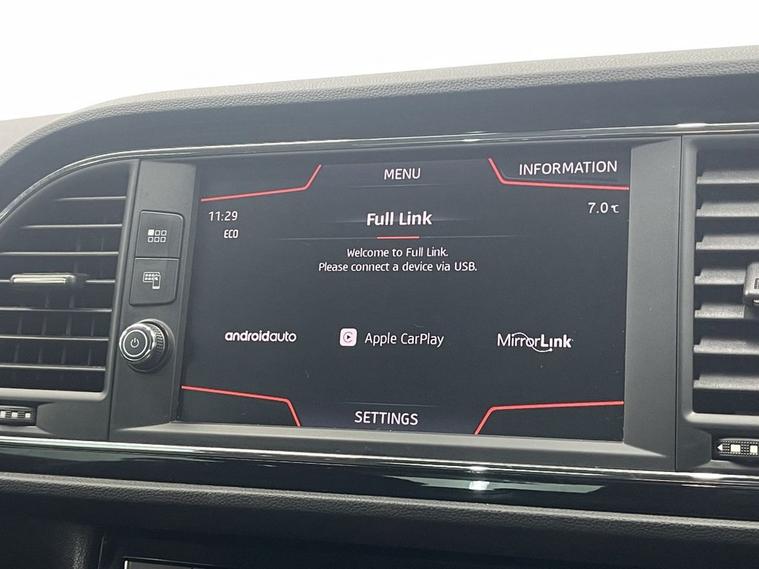 MENU
INFORMATION
11:29
Full Link
7.0 °C
ECO
Welcome to Full Link.
Please connect a device via USB.
androidauto
Apple CarPlay
MirrorLink
SETTINGS